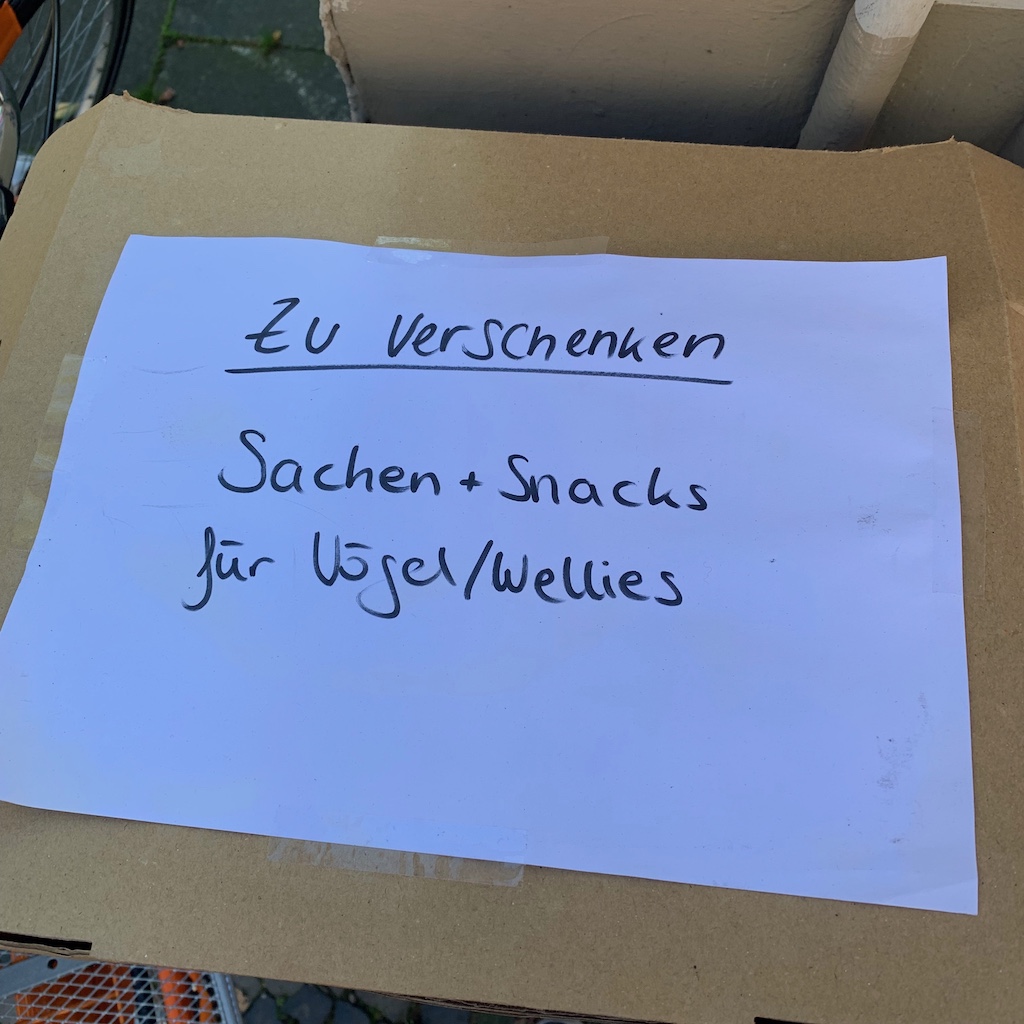 Zu verschenken
Sachen + Snacks
für Vögel/Wellies